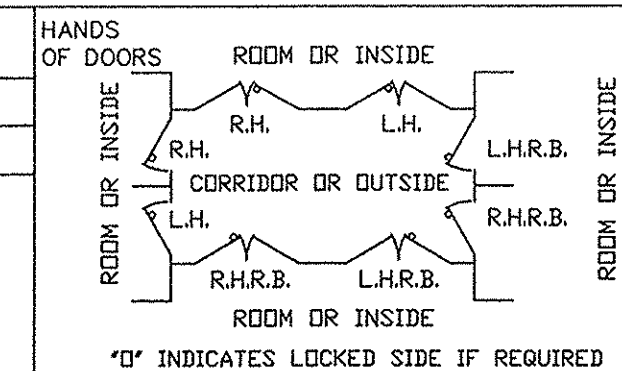 HANDS
OF DOORS
ROOM OR INSIDE
ROOM OR INSIDE
ROOM OR INSIDE
R.H.
L.H.
R.H.
L.H.R.B.
CORRIDOR OR OUTSIDE
L.H.
R.H.R.B.
R.H.R.B.
L.H.R.B.
ROOM OR INSIDE
"O" INDICATES LOCKED SIDE IF REQUIRED